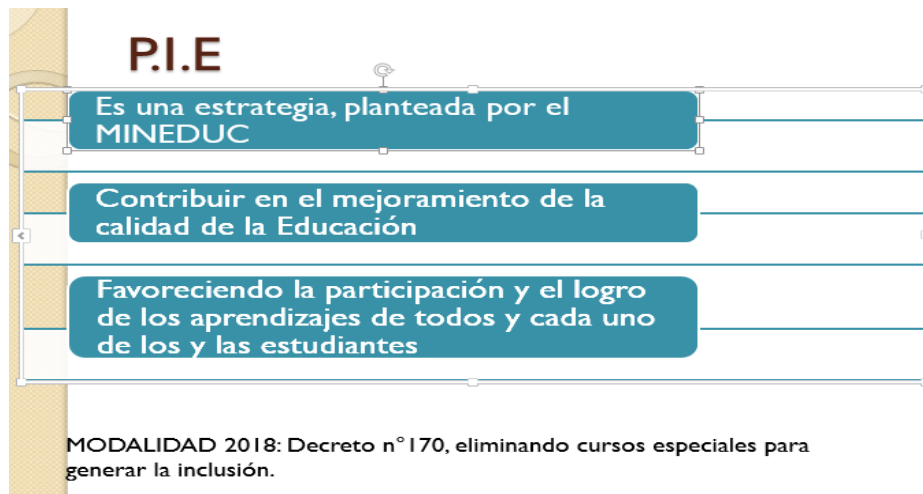 P.I.E
Es una estrategia, planteada por el
MINEDUC
Contribuir en el mejoramiento de la
calidad de la Educación
Favoreciendo la participación y el logro
de los aprendizajes de todos y cada uno
de los y las estudiantes
MODALIDAD 2018: Decreto n°170, eliminando cursos especiales para
generar la inclusión.